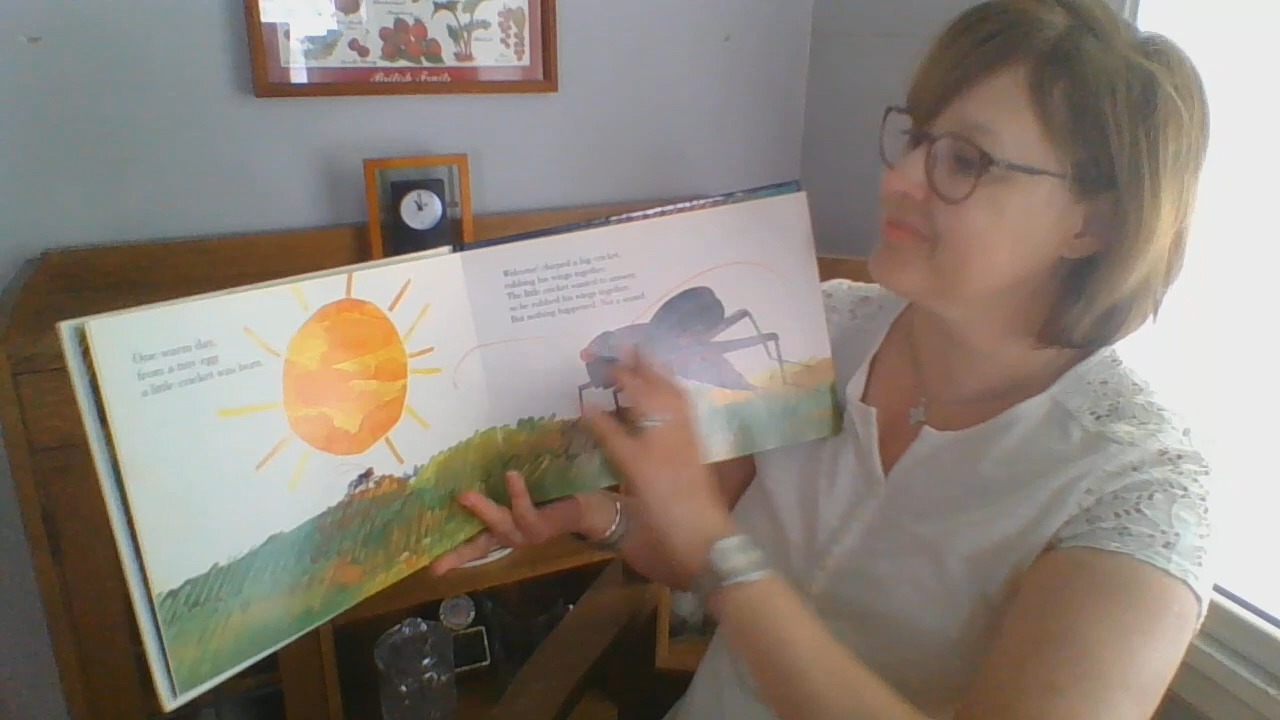 British Fruits
One warm day,
from a tiny egg
a little cricket was born.
Welcome! chirped a big cricket,
rubbing his wings together.
The little cricket wanted to answer,
so he rubbed his wings together.
But nothing happened. Not a sound.